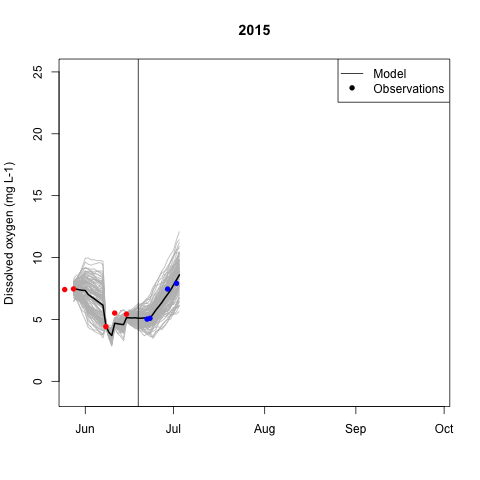 2015
Model
Observations
Dissolved oxygen (mg L-1)
25
20
15
10
5
0
Jun
Jul
Aug
Sep
Oct